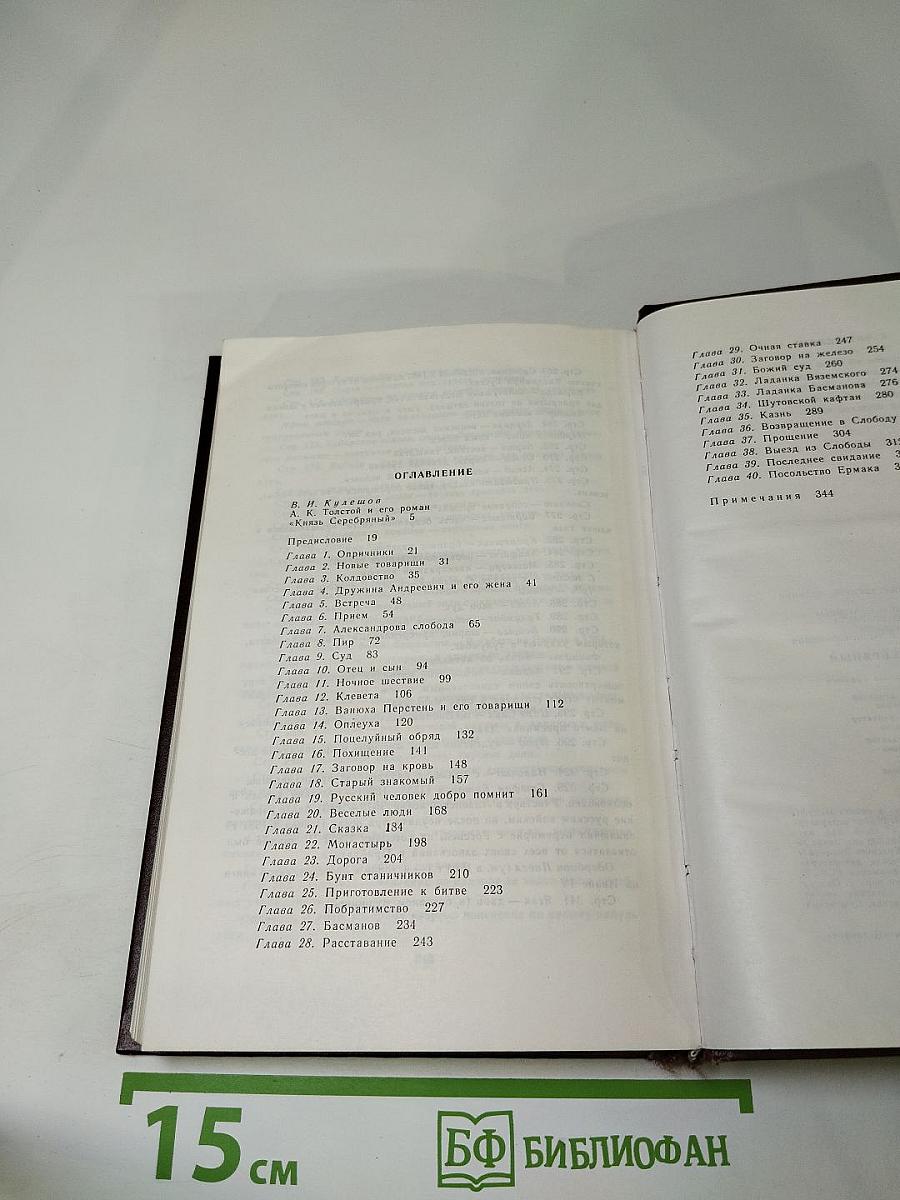 ОГЛАВЛЕНИЕ
В. И. Кулешов
А. К. Толстой и его роман
«Князь Серебряный» 5
Предисловие 19
Глава 1. Опричники 21
Глава 2. Новые товарищи 31
Глава 3. Колдовство 35
Глава 4. Дружина Андреевич и его жена 41
Глава 5. Встреча 48
Глава 6. Прием 54
Глава 7. Александрова слобода 65
Глава 8. Пир 72
Глава 9. Суд 83
Глава 10. Отец и сын 94
Глава 11. Ночное шествие 99
Глава 12. Клевета 106
Глава 13. Ванюха Перстень и его товарищи 112
Глава 14. Оплеуха 120
Глава 15. Поцелуйный обряд 132
Глава 16. Похищение 141
Глава 17. Заговор на кровь 148
Глава 18. Старый знакомый 157
Глава 19. Русский человек добро помнит 161
Глава 20. Веселые люди 168
Глава 21. Сказка 184
Глава 22. Монастырь 198
Глава 23. Дорога 204
Глава 24. Бунт станичников 210
Глава 25. Приготовление к битве 223
Глава 26. Побратимство 227
Глава 27. Басманов 234
Глава 28. Расставание 243
Глава 29. Очная ставка 247
Глава 30. Заговор на железо 254
Глава 31. Божий суд 260
Глава 32. Ладанка Вяземского 274
Глава 33. Ладанка Басманова 276
Глава 34. Шутовской кафтан 280
Глава 35. Казнь 289
Глава 36. Возвращение в Слободу
Глава 37. Прощение 304
Глава 38. Выезд из Слободы
Глава 39. Последнее свидание
Глава 40. Посольство Ермака
Примечания 344
15 см
БФ БИБЛИОФАН